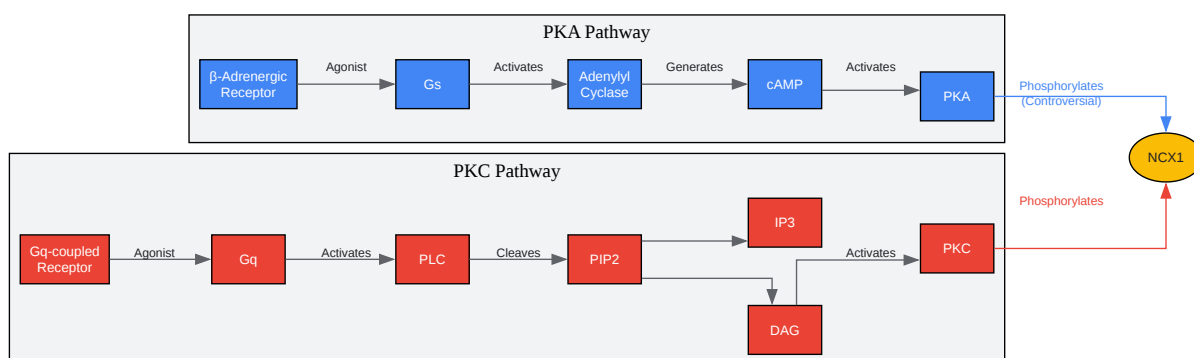 PKA Pathway
β-Adrenergic
Receptor
Agonist
Gs
Activates
Adenylyl
Cyclase
Generates
cAMP
Activates
PKA
Phosphorylates
(Controversial)
NCX1
PKC Pathway
Gq-coupled
Receptor
Agonist
Gq
Activates
PLC
Cleaves
PIP2
IP3
DAG
Activates
PKC
Phosphorylates